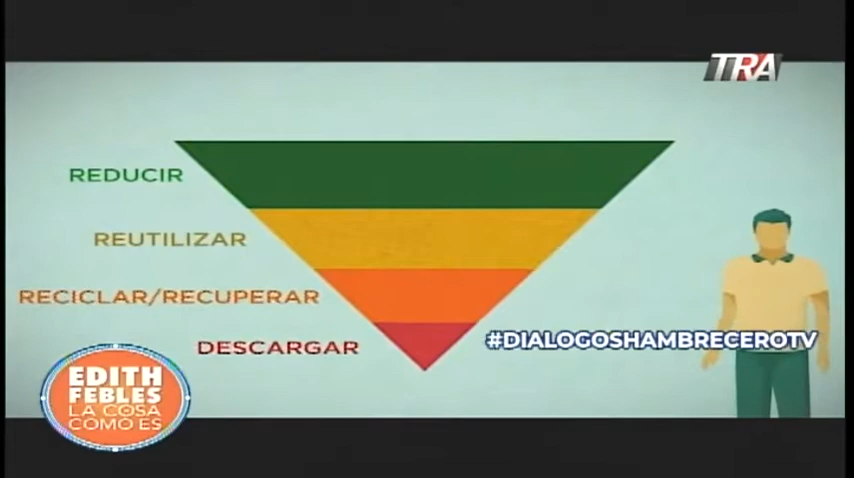 TRA
REDUCIR
REUTILIZAR
RECICLAR/RECUPERAR
DESCARGAR
#DIALOGOSHAMBRECEROTV
EDITH
FEBLES
LA COSA
COMO ES